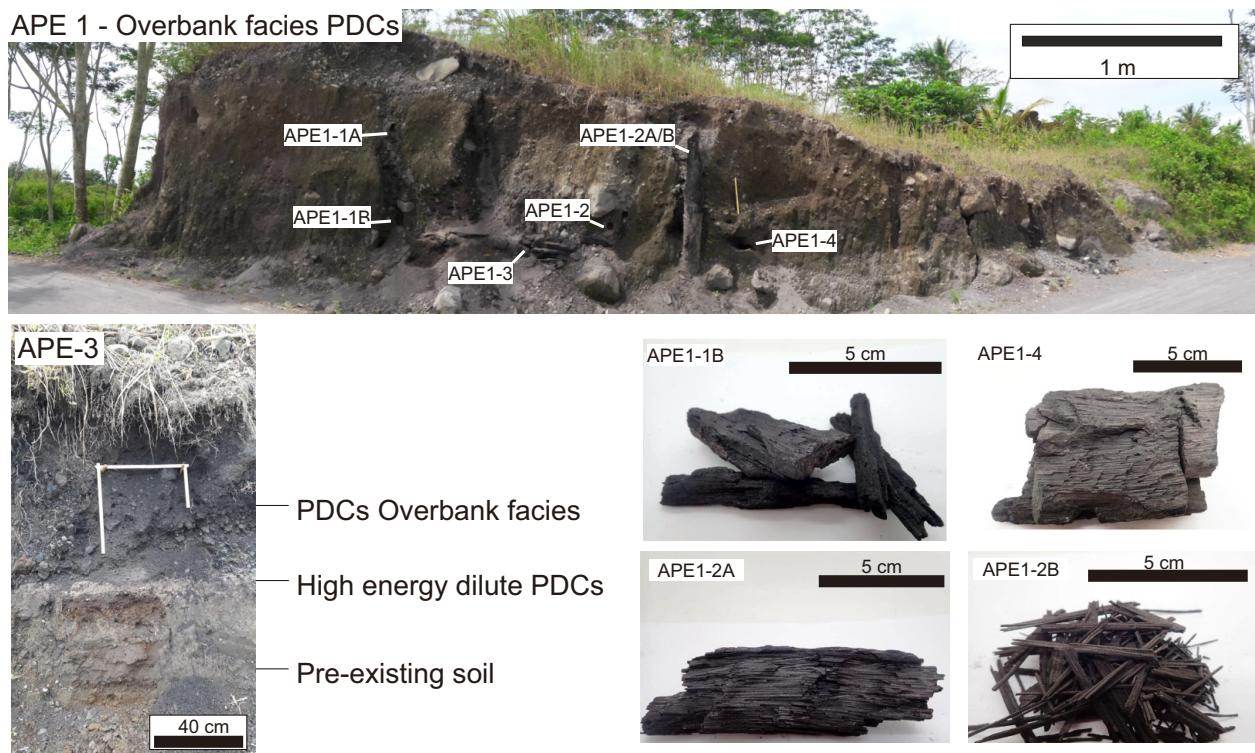 APE 1 - Overbank facies PDCs
1 m
APE1-1A
APE1-2A/B
APE1-1B
APE1-2
APE1-3
APE1-4
APE-3
PDCs Overbank facies
High energy dilute PDCs
Pre-existing soil
40 cm
APE1-1B
5 cm
APE1-4
5 cm
APE1-2A
5 cm
APE1-2B
5 cm